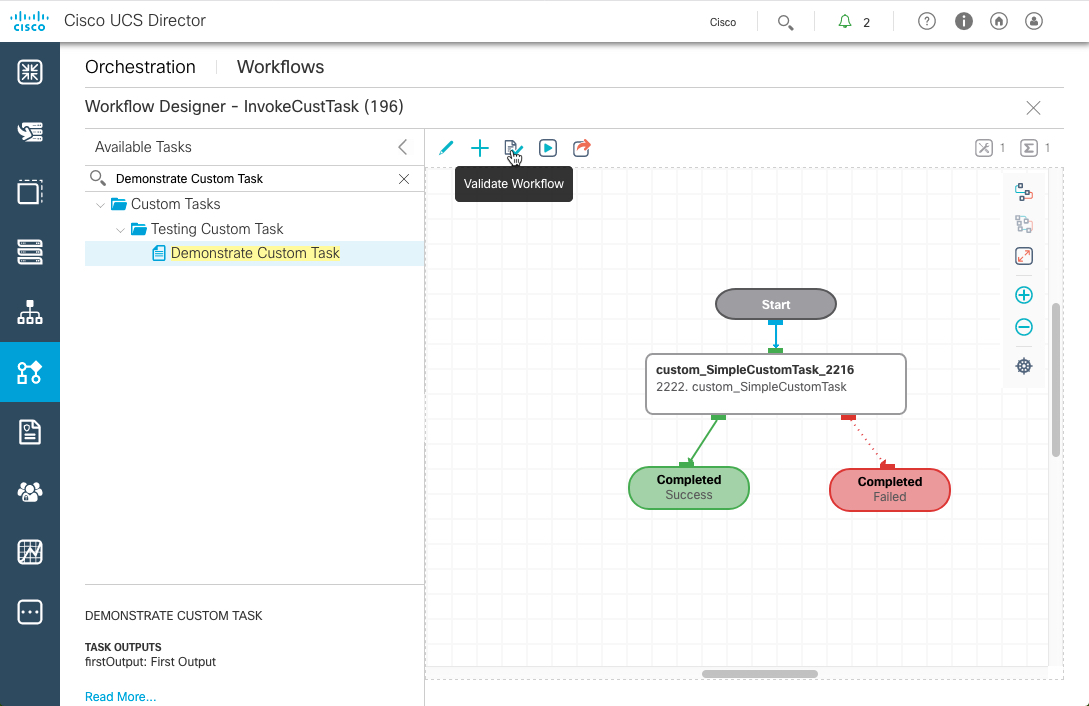 CISCO Cisco UCS Director
Cisco
2
Orchestration
Workflows
Workflow Designer - InvokeCustTask (196)
Available Tasks
1
1
Demonstrate Custom Task
Validate Workflow
Custom Tasks
Testing Custom Task
Demonstrate Custom Task
Start
custom_SimpleCustomTask_2216
2222. custom_SimpleCustomTask
Completed
Success
Completed
Failed
DEMONSTRATE CUSTOM TASK
TASK OUTPUTS
firstOutput: First Output
Read More...